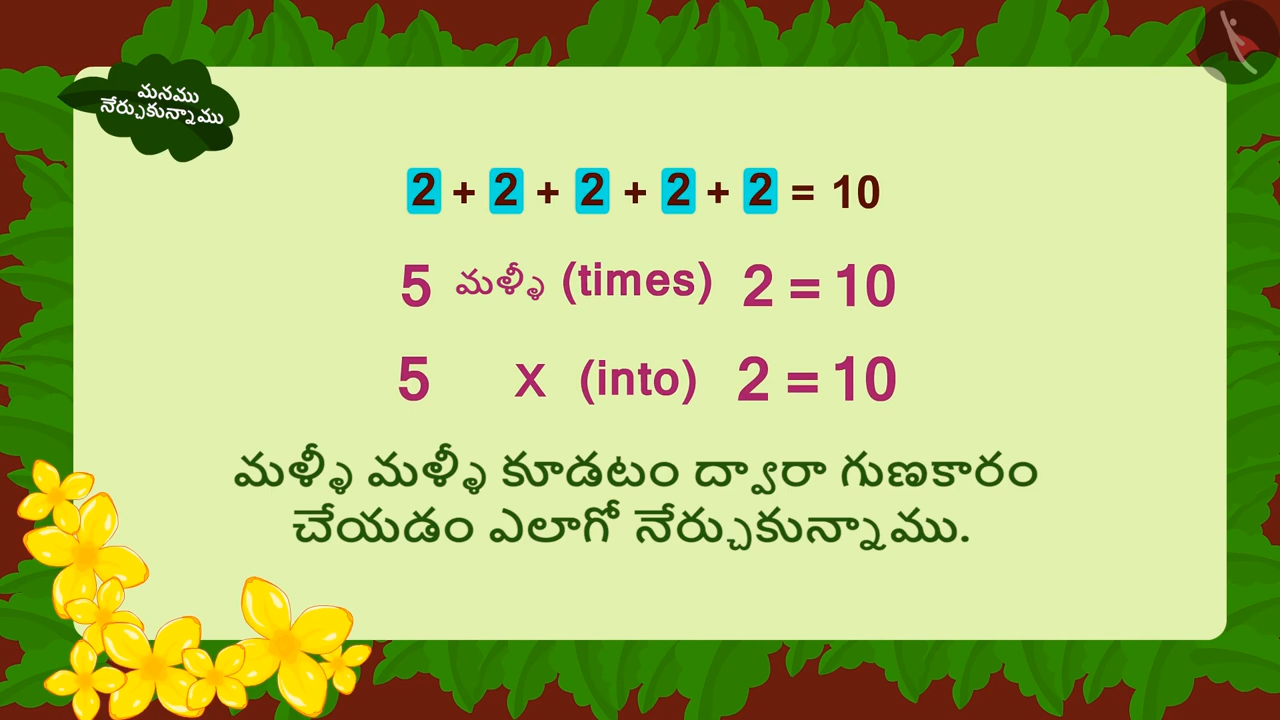 మనము
నేర్చుకున్నాము
2 + 2 + 2 + 2 + 2 = 10
5 మళ్ళీ (times) 2 = 10
5 X (into) 2 = 10
మళ్ళీ మళ్ళీ కూడటం ద్వారా గుణకారం
చేయడం ఎలాగో నేర్చుకున్నాము.